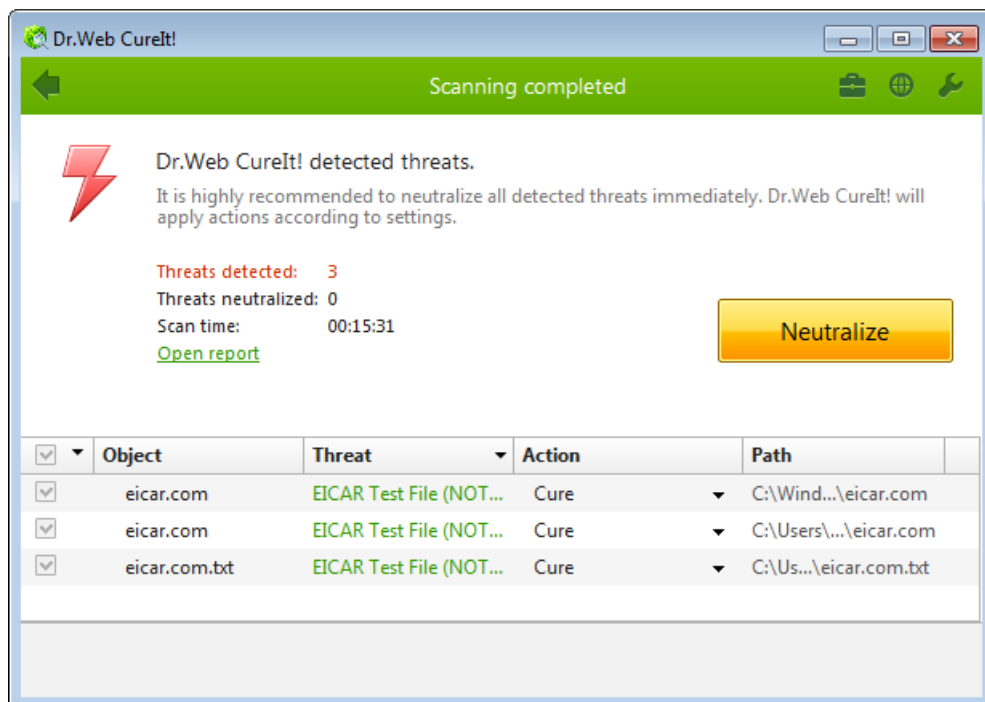 Dr.Web CureIt!
Scanning completed
Dr.Web CureIt! detected threats.
It is highly recommended to neutralize all detected threats immediately. Dr.Web CureIt! will
apply actions according to settings.
Threats detected: 3
Threats neutralized: 0
Scan time: 00:15:31
Open report
Neutralize
Object Threat Action Path
eicar.com EICAR Test File (NOT... Cure C:\Wind...\eicar.com
eicar.com EICAR Test File (NOT... Cure C:\Users\...\eicar.com
eicar.com.txt EICAR Test File (NOT... Cure C:\Us...\eicar.com.txt